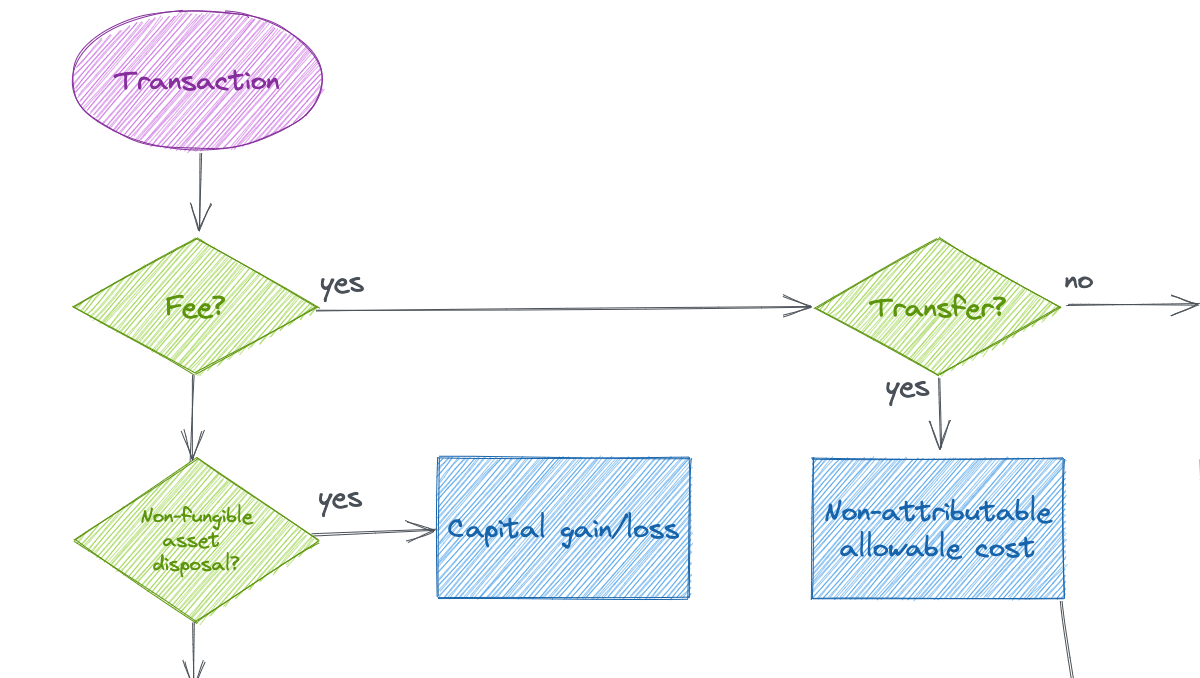 Transaction
Fee?
yes
Transfer?
no
yes
Non-fungible
asset
disposal?
yes
Capital gain/loss
Non-attributable
allowable cost